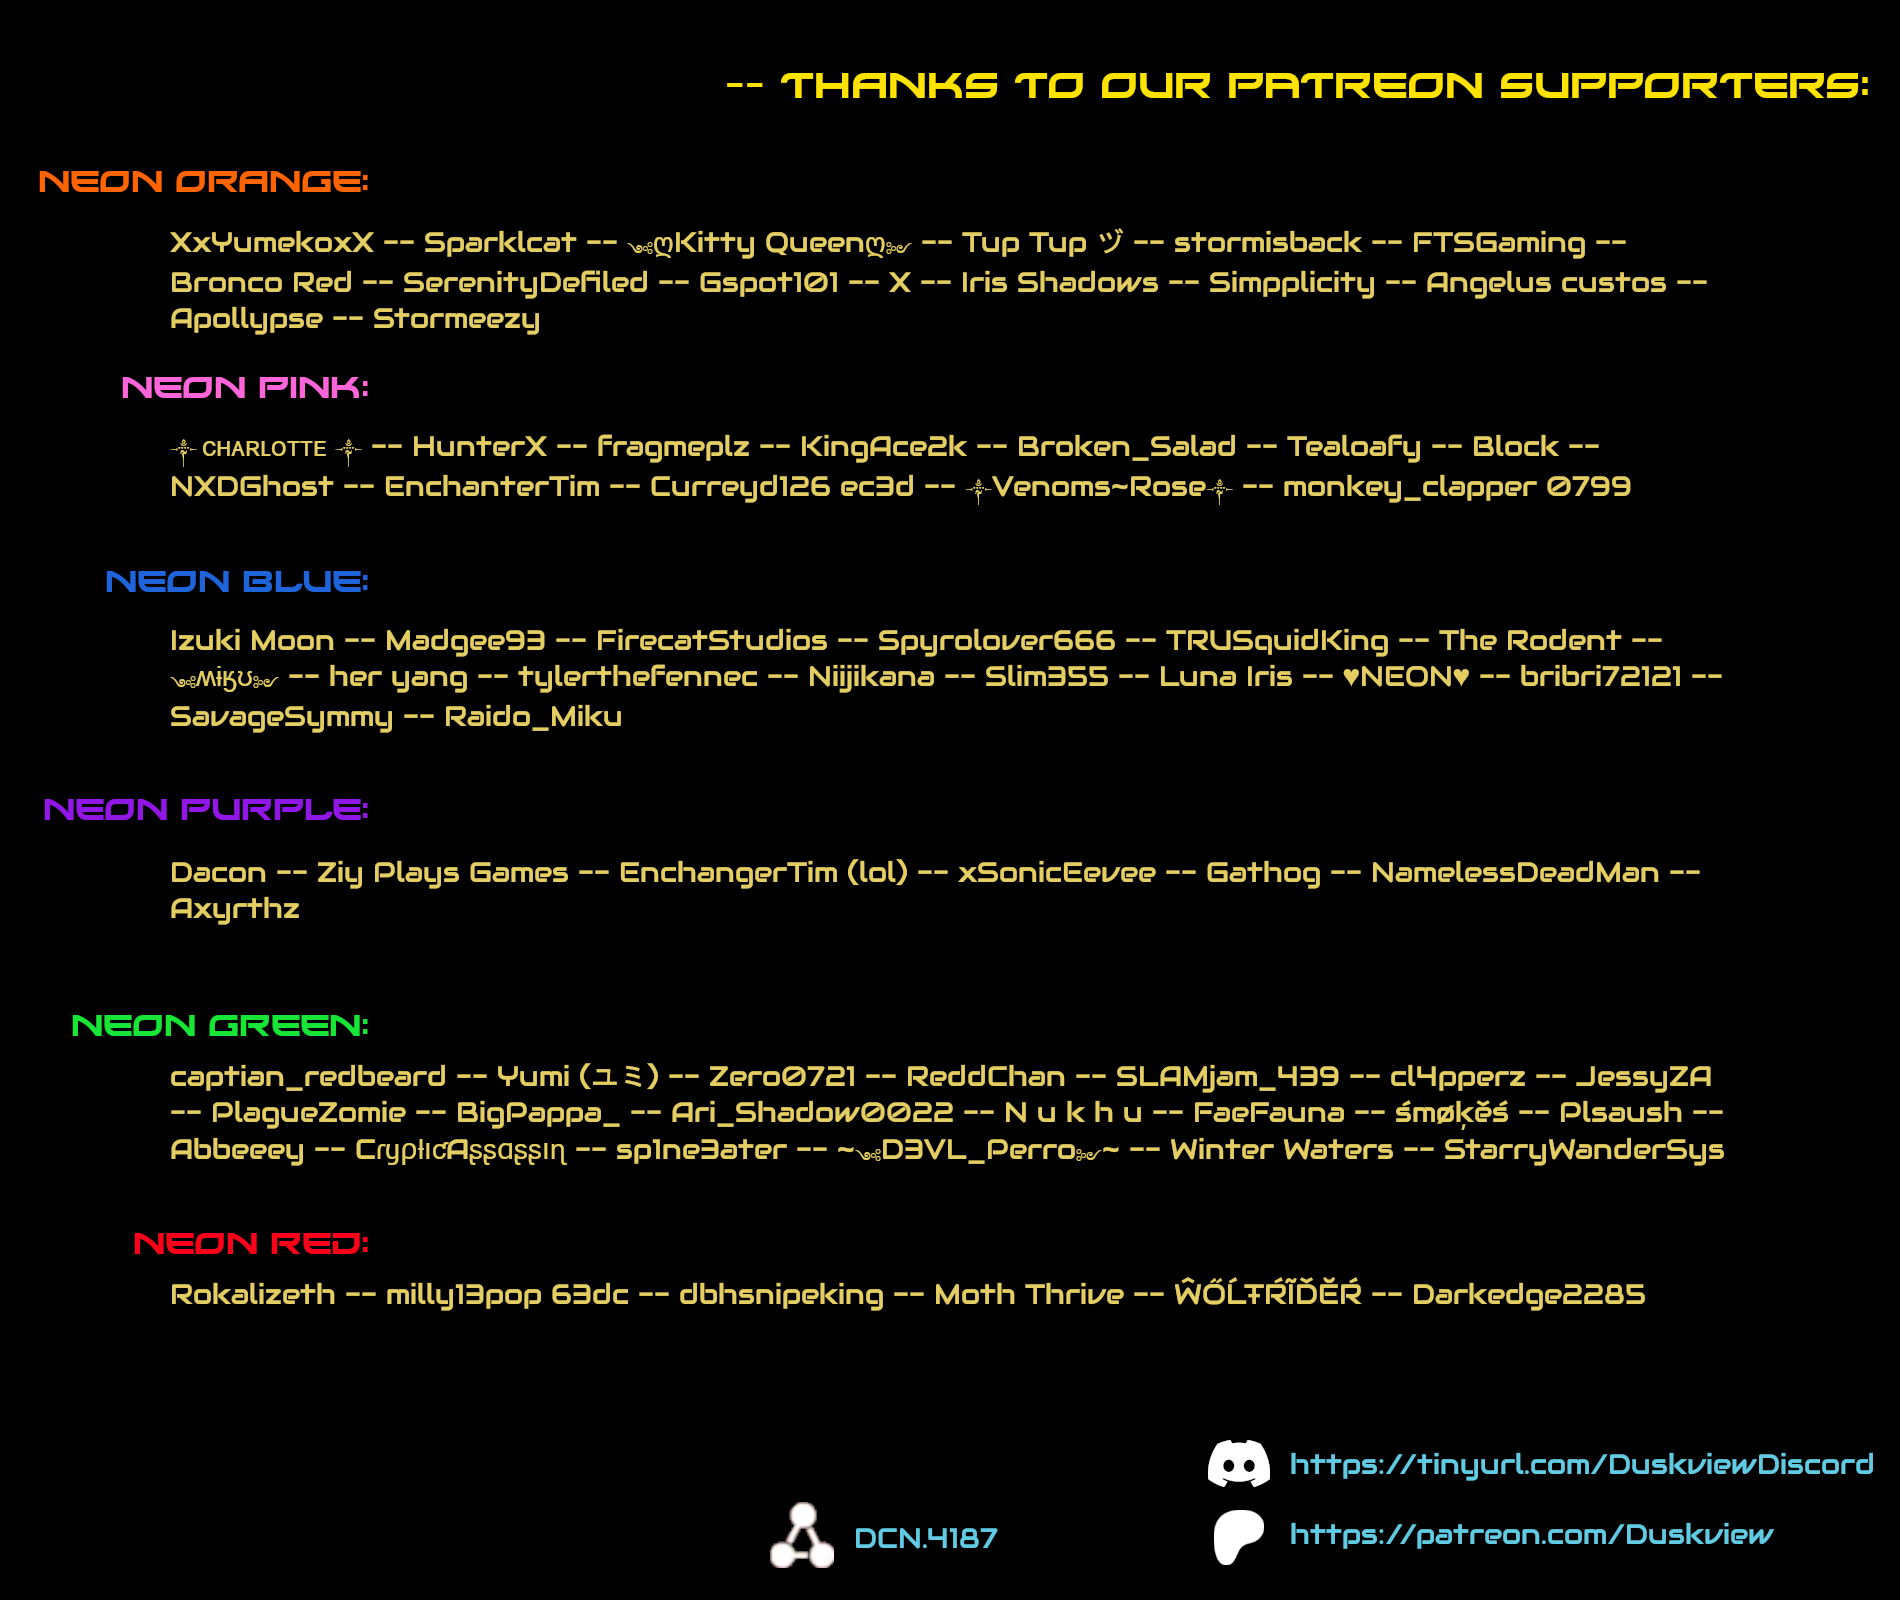 -- THANKS TO OUR PATREON SUPPORTERS:
NEON ORANGE:
XxYumekoxX -- Sparklcat -- ༺ღKitty Queenღ༻ -- Tup Tup ヅ -- stormisback -- FTSGaming --
Bronco Red -- SerenityDefiled -- Gspot101 -- X -- Iris Shadows -- Simpplicity -- Angelus custos --
Apollypse -- Stormeezy
NEON PINK:
⸸ ᴄʜᴀʀʟᴏᴛᴛᴇ ⸸ -- HunterX -- fragmeplz -- KingAce2k -- Broken_Salad -- Tealoafy -- Block --
NXDGhost -- EnchanterTim -- Curreyd126 ec3d -- ⸸Venoms~Rose⸸ -- monkey_clapper 0799
NEON BLUE:
Izuki Moon -- Madgee93 -- FirecatStudios -- Spyrolover666 -- TRUSquidKing -- The Rodent --
༺ʍɨӄʊ༻ -- her yang -- tylerthefennec -- Niijikana -- Slim355 -- Luna Iris -- ♥NEON♥ -- bribri72121 --
SavageSymmy -- Raido_Miku
NEON PURPLE:
Dacon -- Ziy Plays Games -- EnchangerTim (lol) -- xSonicEevee -- Gathog -- NamelessDeadMan --
Axyrthz
NEON GREEN:
captian_redbeard -- Yumi (ユミ) -- Zero0721 -- ReddChan -- SLAMjam_439 -- cl4pperz -- JessyZA
-- PlagueZomie -- BigPappa_ -- Ari_Shadow0022 -- N u k h u -- FaeFauna -- śmøķěś -- Plsaush --
Abbeeey -- CɾყρƚıƈAʂʂαʂʂıɳ -- sp1ne3ater -- ~༺D3VL_Perro༻~ -- Winter Waters -- StarryWanderSys
NEON RED:
Rokalizeth -- milly13pop 63dc -- dbhsnipeking -- Moth Thrive -- ŴŐĹŦŔĨĎĔŔ -- Darkedge2285
https://tinyurl.com/DuskviewDiscord
DCN.4187
https://patreon.com/Duskview